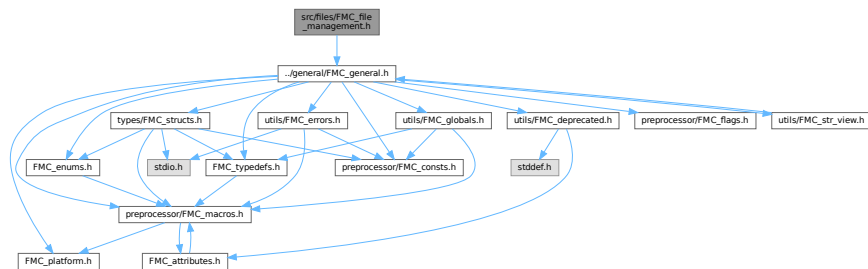 src/files/FMC_file
_management.h
../general/FMC_general.h
types/FMC_structs.h
utils/FMC_errors.h
utils/FMC_globals.h
utils/FMC_deprecated.h
preprocessor/FMC_flags.h
utils/FMC_str_view.h
FMC_enums.h
stdio.h
FMC_typedefs.h
preprocessor/FMC_consts.h
stddef.h
preprocessor/FMC_macros.h
FMC_platform.h
FMC_attributes.h